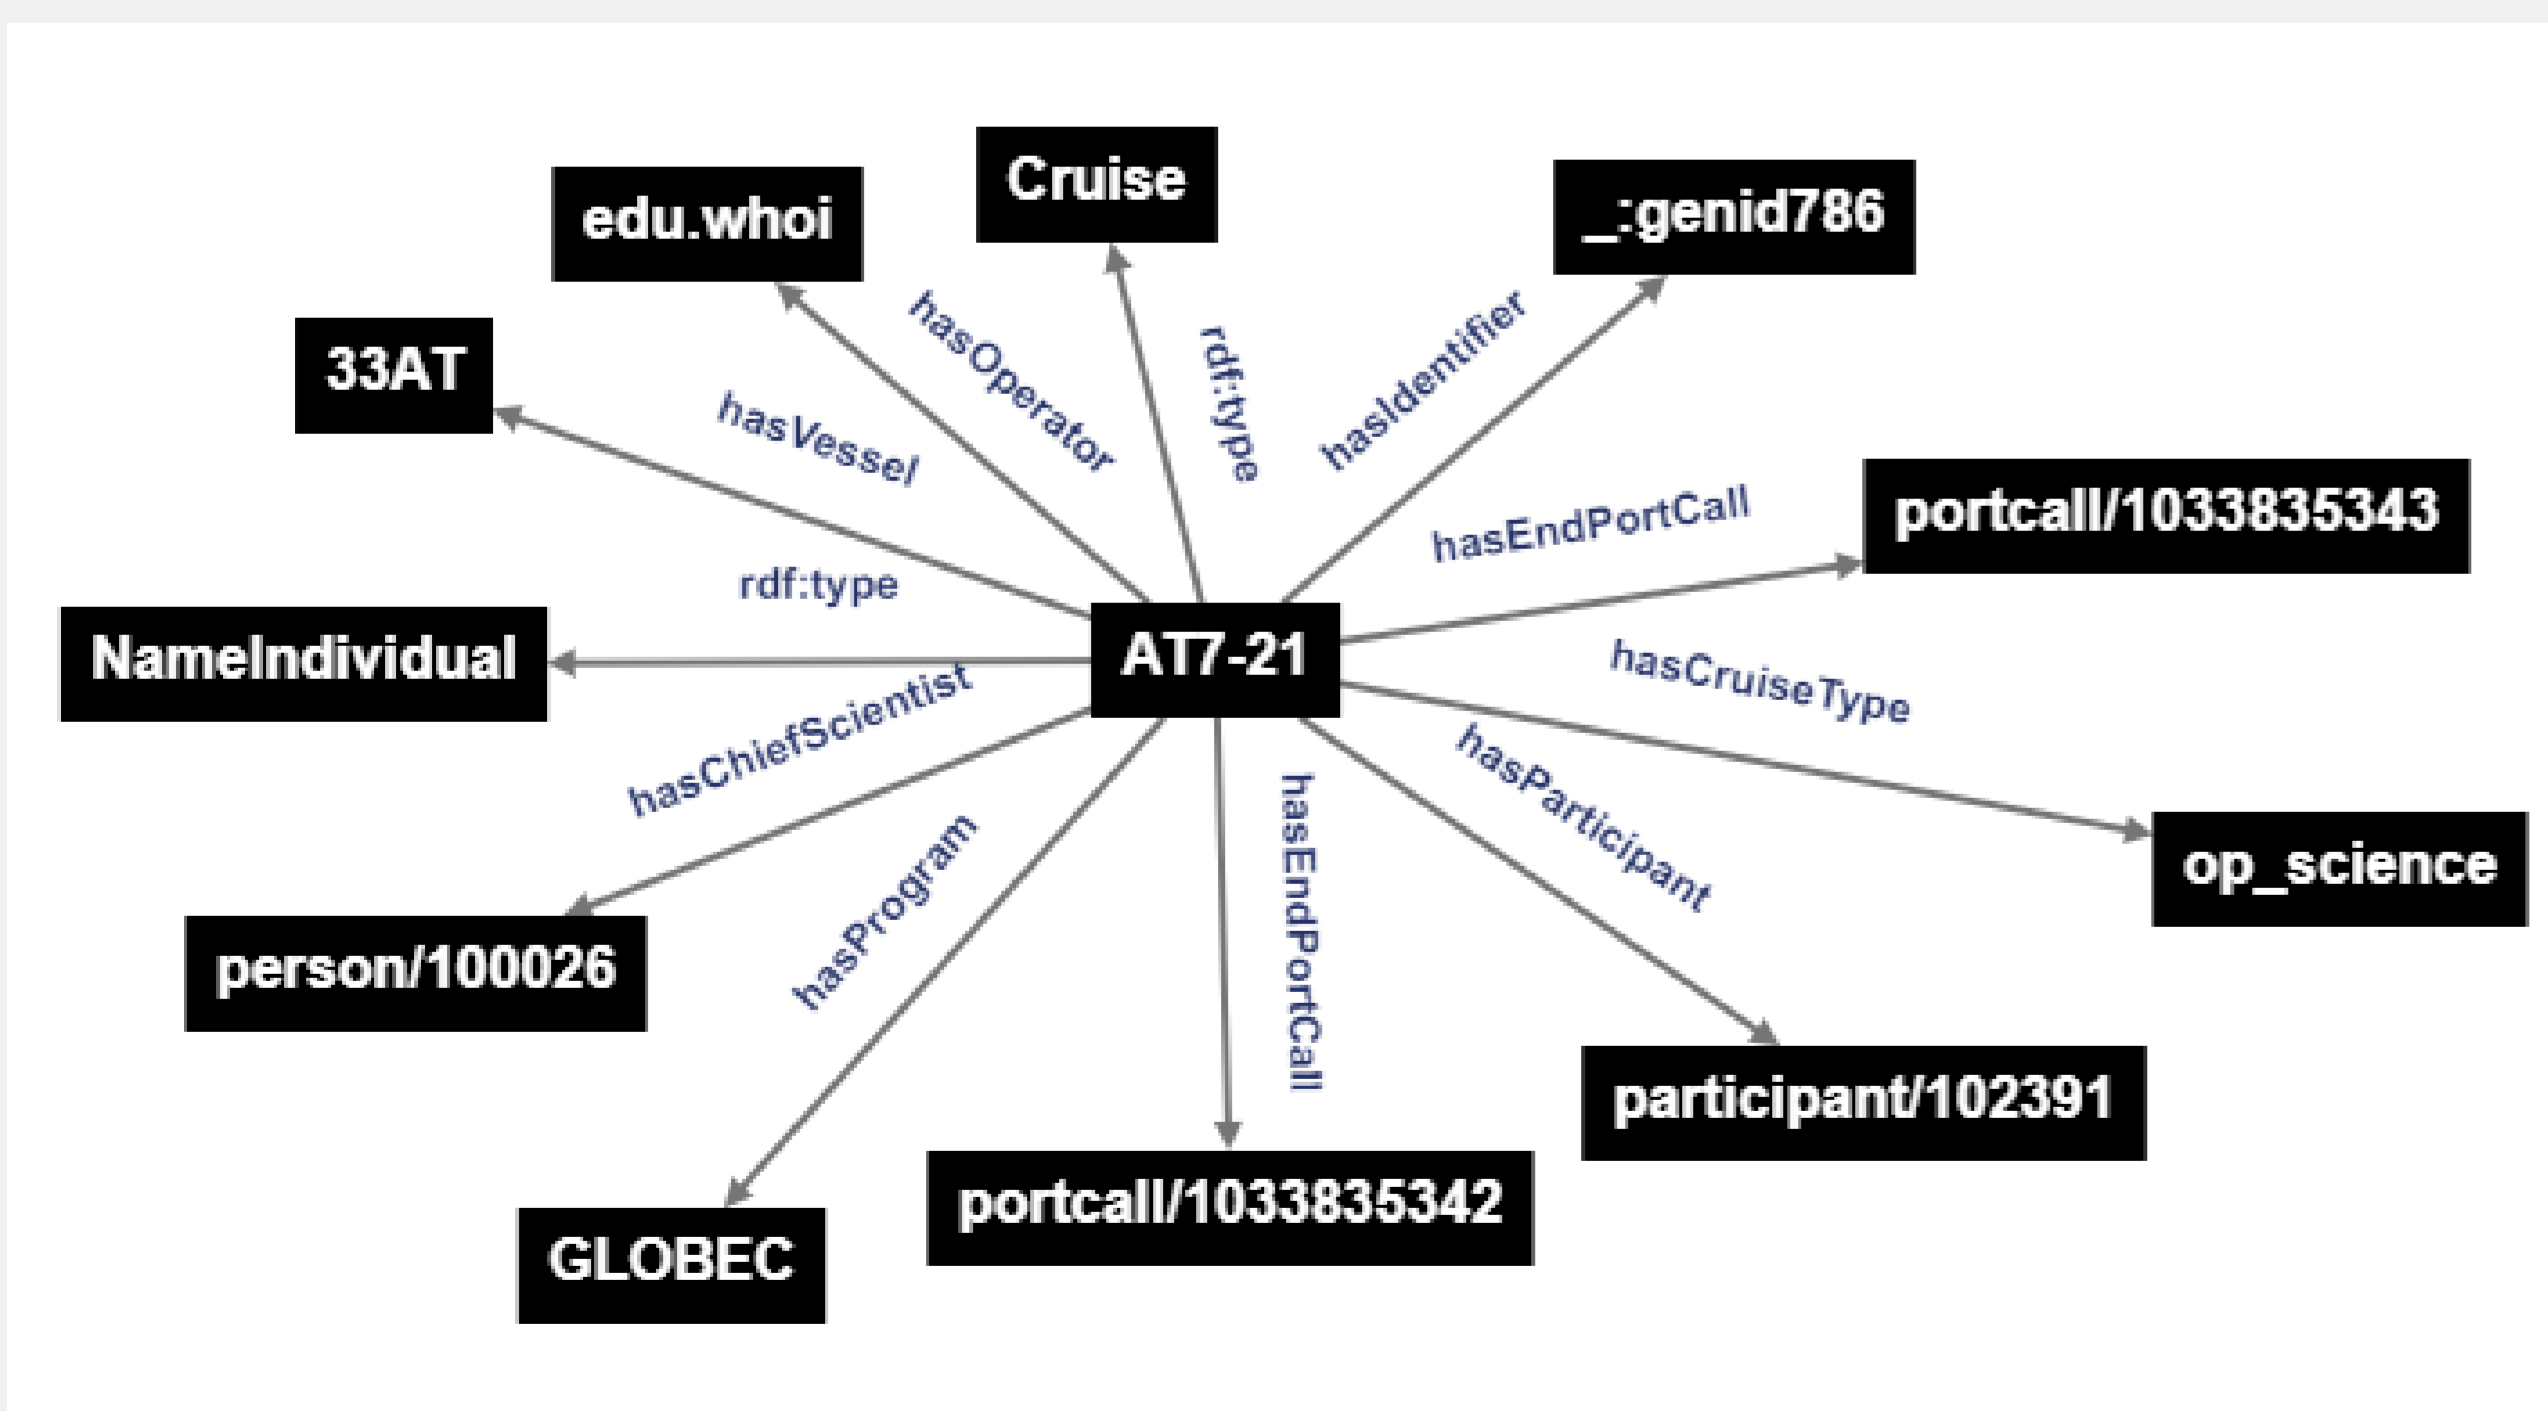 Cruise
_:genid786
edu.whoi
hasOperator
rdf:type
hasIdentifier
33AT
hasVessel
hasEndPortCall
portcall/1033835343
rdf:type
NameIndividual
AT7-21
hasCruiseType
hasChiefScientist
hasParticipant
op_science
person/100026
hasProgram
hasEndPortCall
participant/102391
portcall/1033835342
GLOBEC